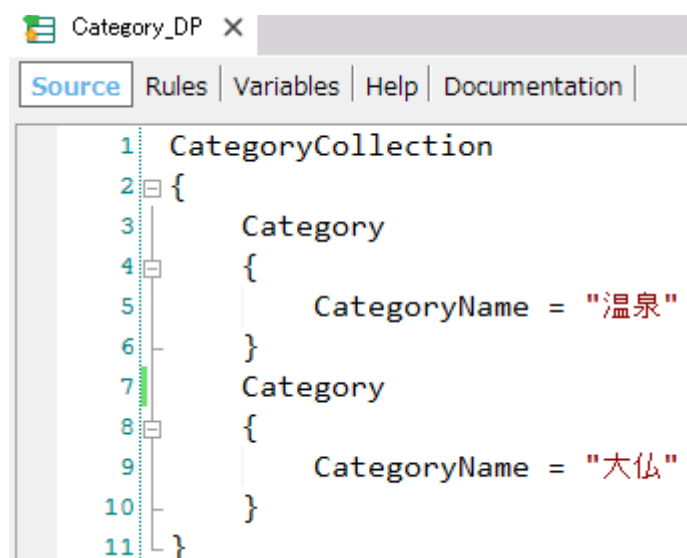 Category_DP ×
Source Rules Variables Help Documentation
1 CategoryCollection
2 {
3 Category
4 {
5 CategoryName = "温泉"
6 }
7 Category
8 {
9 CategoryName = "大仏"
10 }
11 }